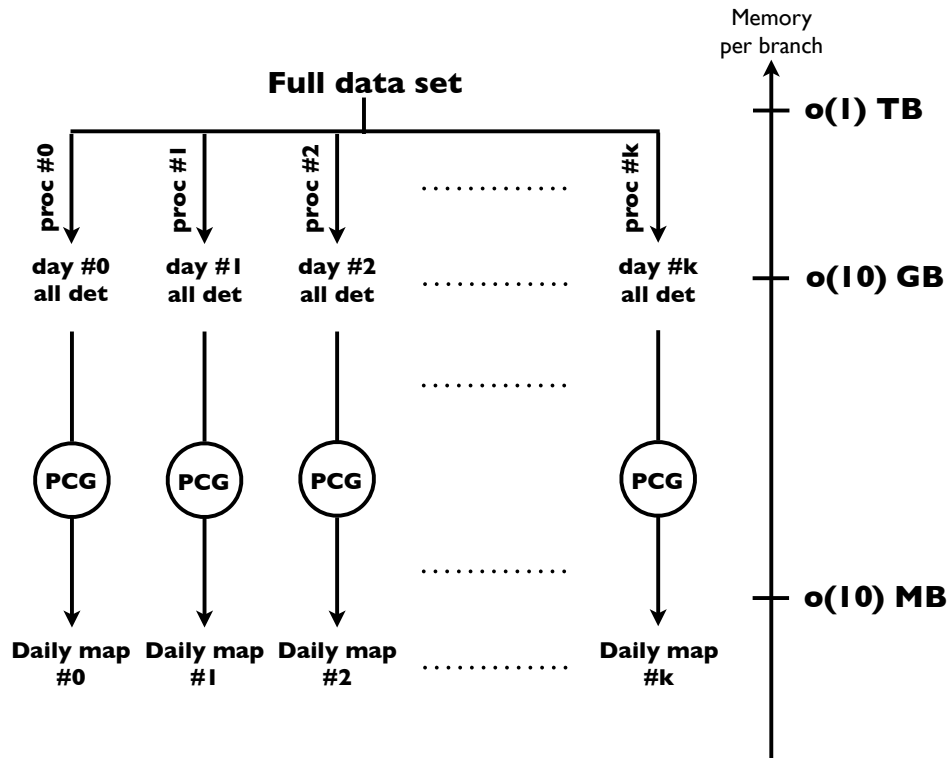 Memory
per branch
Full data set
o(1) TB
proc #0
proc #1
proc #2
proc #k
day #0
all det
day #1
all det
day #2
all det
day #k
all det
o(10) GB
PCG
PCG
PCG
PCG
o(10) MB
Daily map
#0
Daily map
#1
Daily map
#2
Daily map
#k